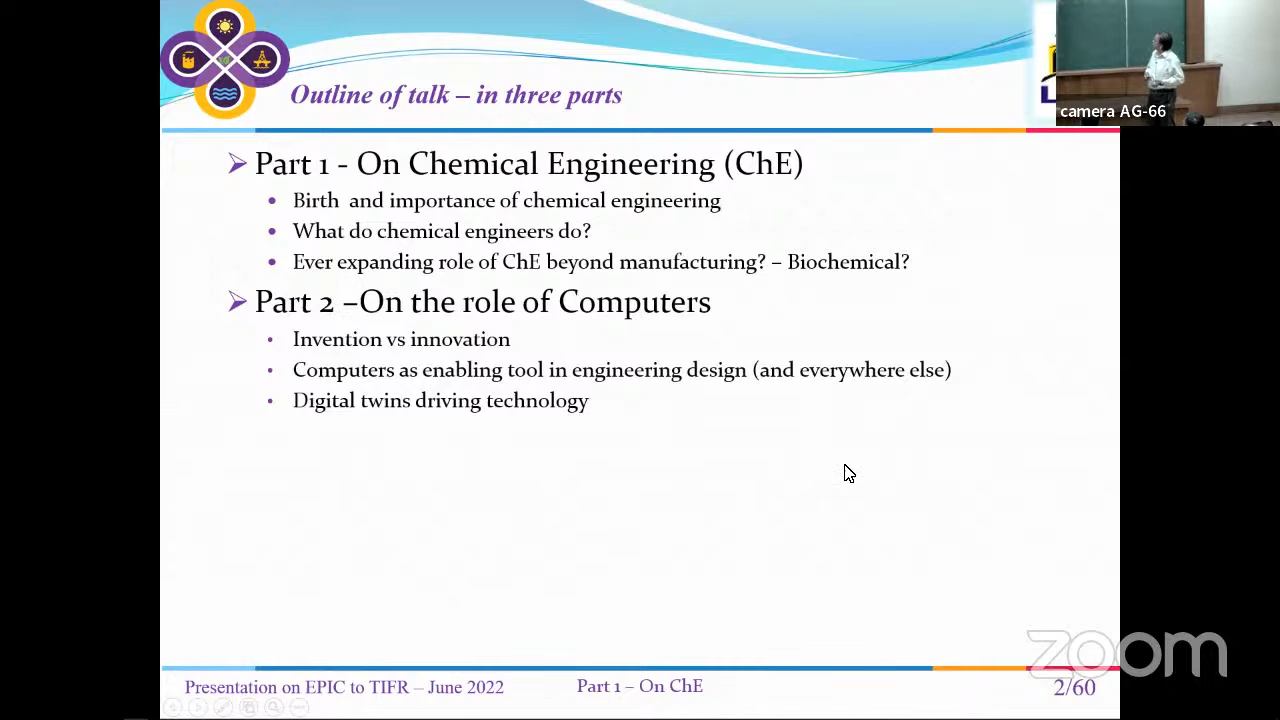 Outline of talk – in three parts
camera AG-66
Part 1 - On Chemical Engineering (ChE)
Birth and importance of chemical engineering
What do chemical engineers do?
Ever expanding role of ChE beyond manufacturing? – Biochemical?
Part 2 –On the role of Computers
Invention vs innovation
Computers as enabling tool in engineering design (and everywhere else)
Digital twins driving technology
zoom
Presentation on EPIC to TIFR – June 2022
Part 1 – On ChE
2/60